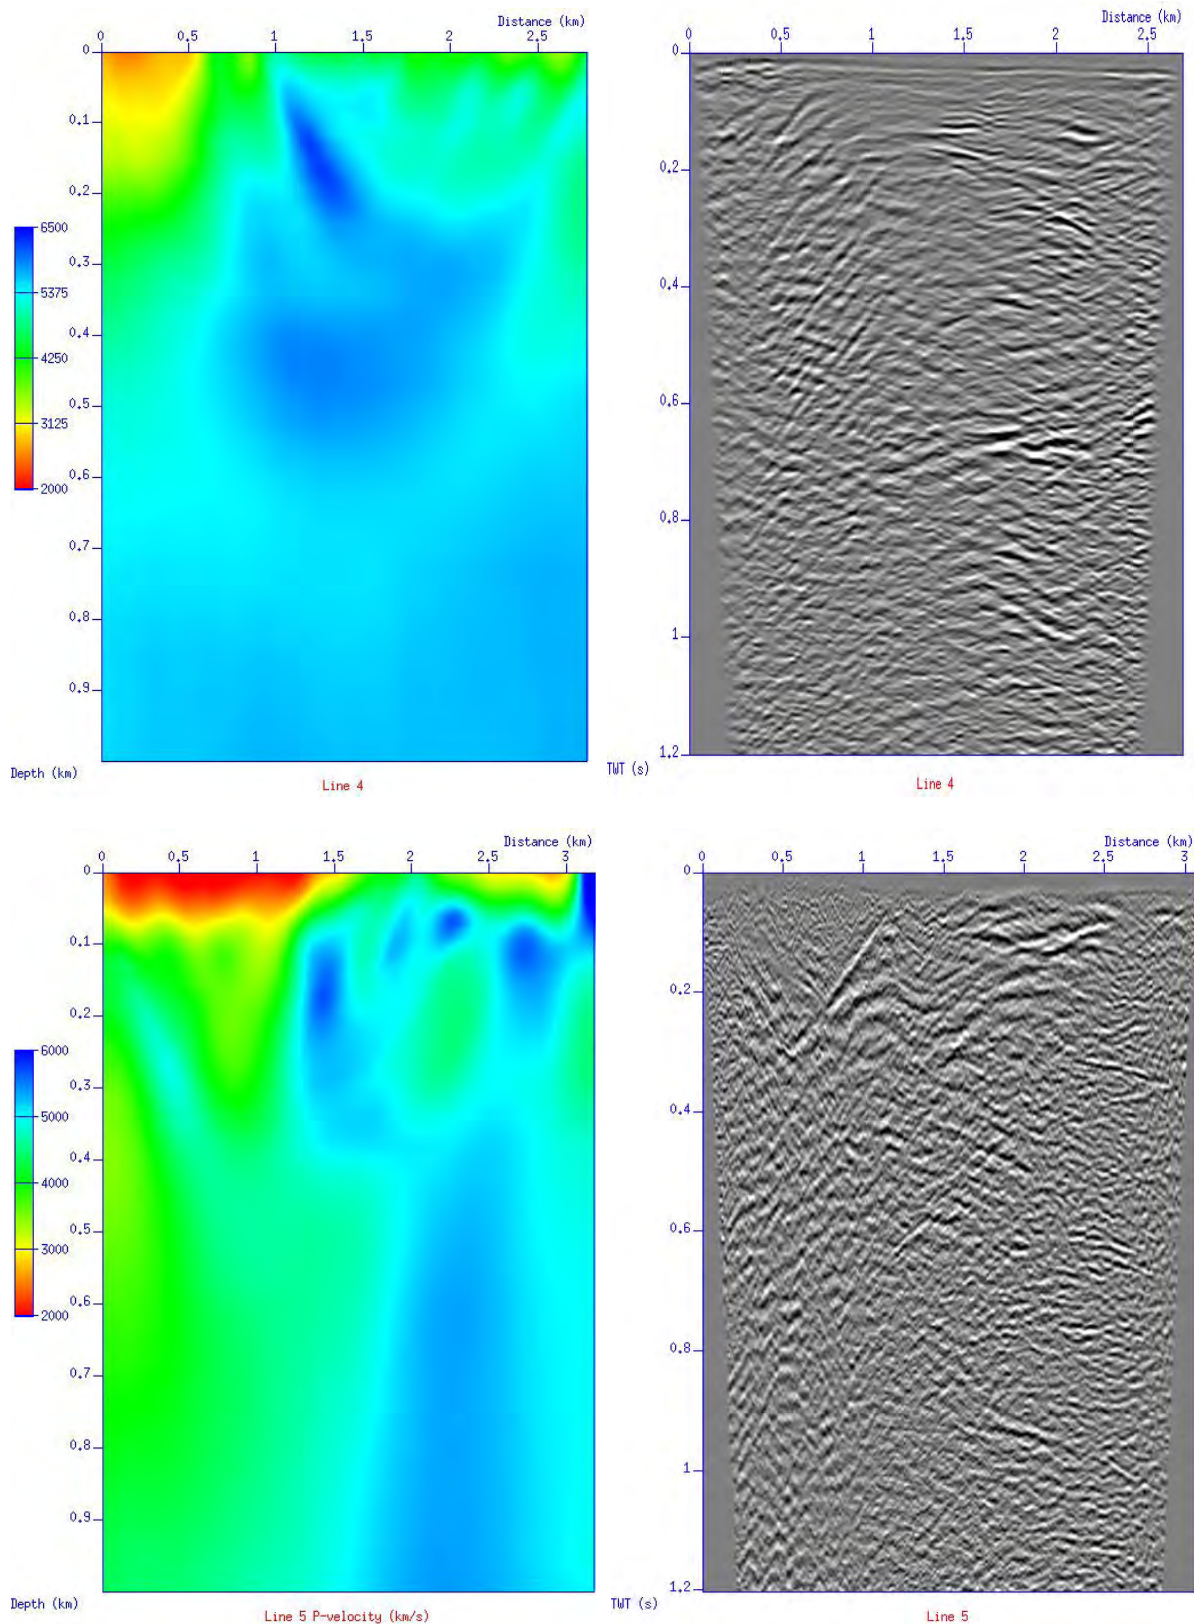 Distance (km)
0 0.5 1 1.5 2 2.5
0
0.1
0.2
0.3
0.4
0.5
0.6
0.7
0.8
0.9
6500
5375
4250
3125
2000
Depth (km)
Line 4
Distance (km)
0 0.5 1 1.5 2 2.5
0
0.2
0.4
0.6
0.8
1
1.2
TWT (s)
Line 4
Distance (km)
0 0.5 1 1.5 2 2.5 3
0
0.1
0.2
0.3
0.4
0.5
0.6
0.7
0.8
0.9
6000
5000
4000
3000
2000
Depth (km)
Line 5 P-velocity (km/s)
Distance (km)
0 0.5 1 1.5 2 2.5 3
0
0.2
0.4
0.6
0.8
1
1.2
TWT (s)
Line 5